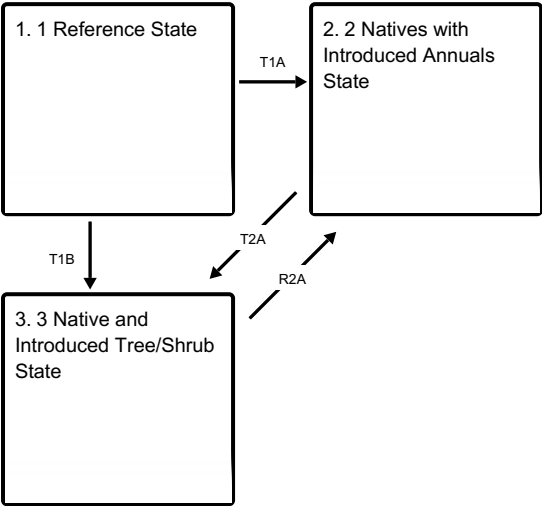 1. 1 Reference State
T1A
2. 2 Natives with
Introduced Annuals
State
T1B
T2A
R2A
3. 3 Native and
Introduced Tree/Shrub
State